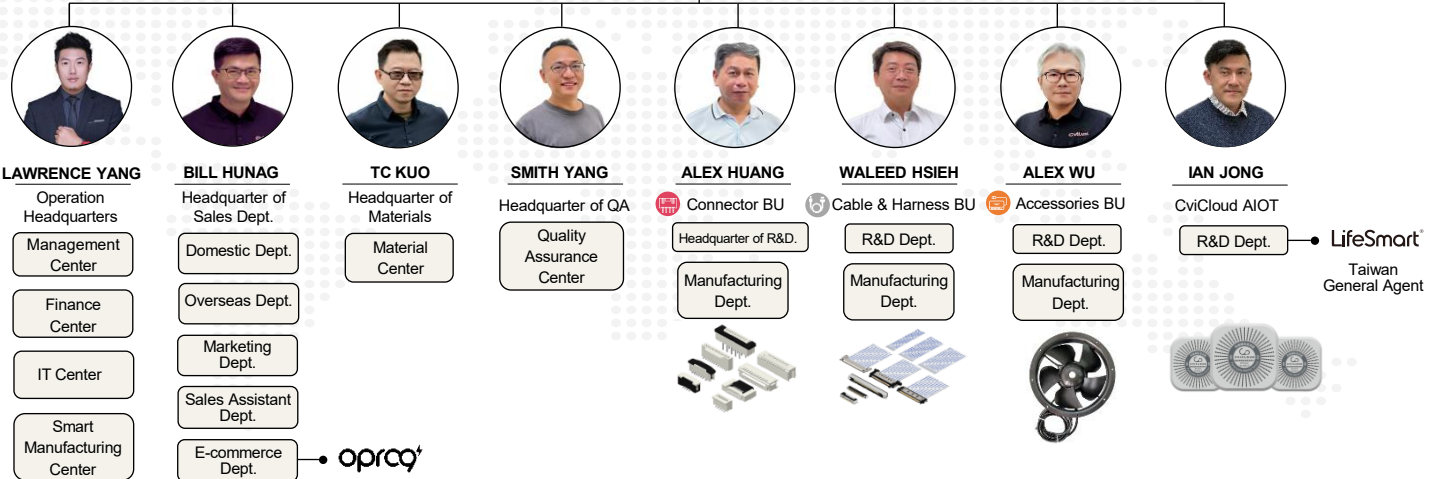 LAWRENCE YANG
Operation
Headquarters
Management
Center
Finance
Center
IT Center
Smart
Manufacturing
Center
BILL HUNAG
Headquarter of
Sales Dept.
Domestic Dept.
Overseas Dept.
Marketing
Dept.
Sales Assistant
Dept.
E-commerce
Dept.
oprcq
TC KUO
Headquarter of
Materials
Material
Center
SMITH YANG
Headquarter of QA
Quality
Assurance
Center
ALEX HUANG
Connector BU
Headquarter of R&D.
Manufacturing
Dept.
WALEED HSIEH
Cable & Harness BU
R&D Dept.
Manufacturing
Dept.
ALEX WU
Accessories BU
R&D Dept.
Manufacturing
Dept.
IAN JONG
CviCloud AIOT
R&D Dept.
LifeSmart
Taiwan
General Agent